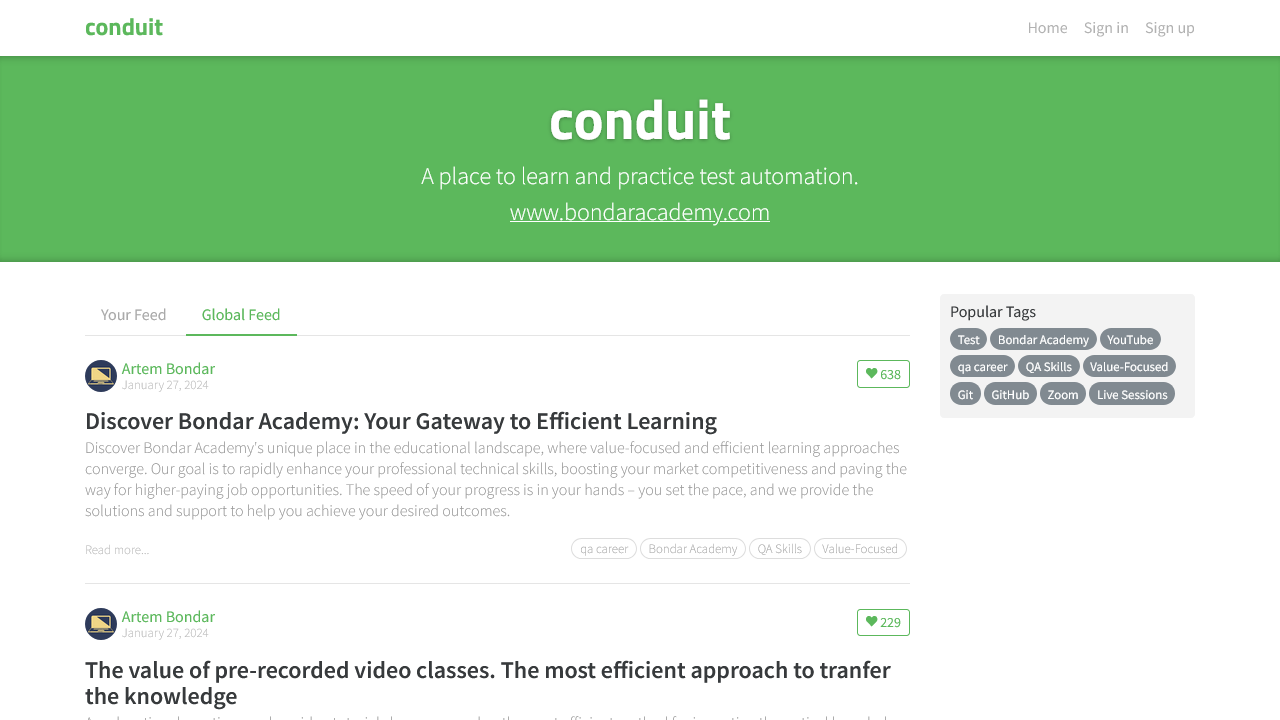 conduit
Home Sign in Sign up
conduit
A place to learn and practice test automation.
www.bondaracademy.com
Your Feed Global Feed
Artem Bondar
January 27, 2024
638
Discover Bondar Academy: Your Gateway to Efficient Learning
Discover Bondar Academy's unique place in the educational landscape, where value-focused and efficient learning approaches
converge. Our goal is to rapidly enhance your professional technical skills, boosting your market competitiveness and paving the
way for higher-paying job opportunities. The speed of your progress is in your hands – you set the pace, and we provide the
solutions and support to help you achieve your desired outcomes.
Read more...
qa career Bondar Academy QA Skills Value-Focused
Artem Bondar
January 27, 2024
229
The value of pre-recorded video classes. The most efficient approach to tranfer
the knowledge
Popular Tags
Test Bondar Academy YouTube
qa career QA Skills Value-Focused
Git GitHub Zoom Live Sessions